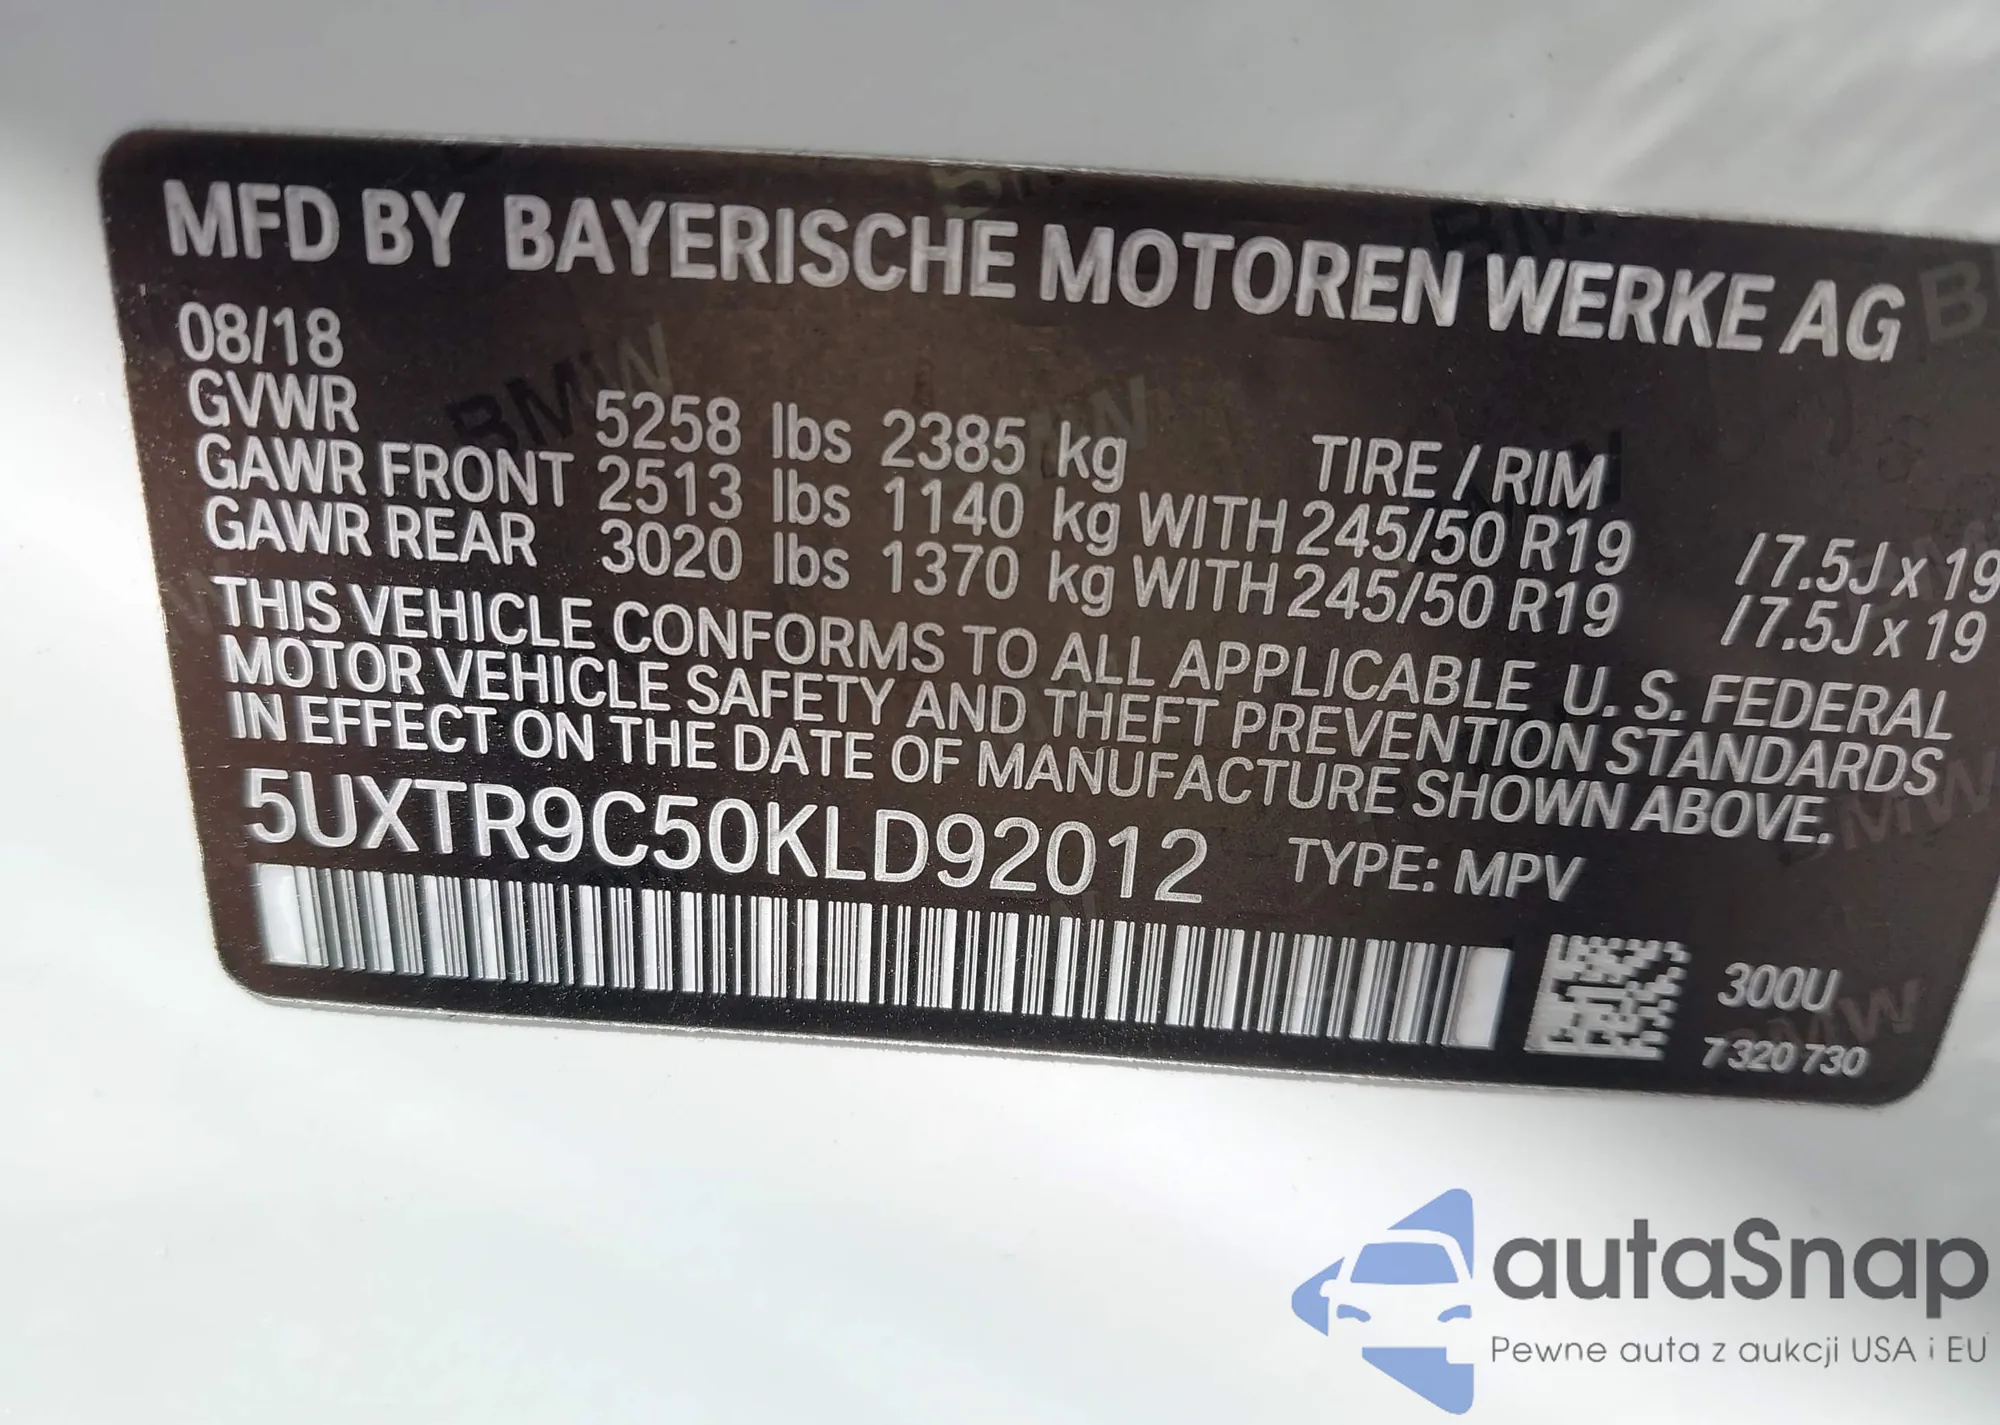 MFD BY BAYERISCHE MOTOREN WERKE AG
08/18
GVWR 5258 lbs 2385 kg TIRE / RIM
GAWR FRONT 2513 lbs 1140 kg WITH 245/50 R19 / 7.5J x 19
GAWR REAR 3020 lbs 1370 kg WITH 245/50 R19 / 7.5J x 19
THIS VEHICLE CONFORMS TO ALL APPLICABLE U. S. FEDERAL
MOTOR VEHICLE SAFETY AND THEFT PREVENTION STANDARDS
IN EFFECT ON THE DATE OF MANUFACTURE SHOWN ABOVE.
5UXTR9C50KLD92012 TYPE: MPV
300U
7 320 730
autaSnap
Pewne auta z aukcji USA i EU